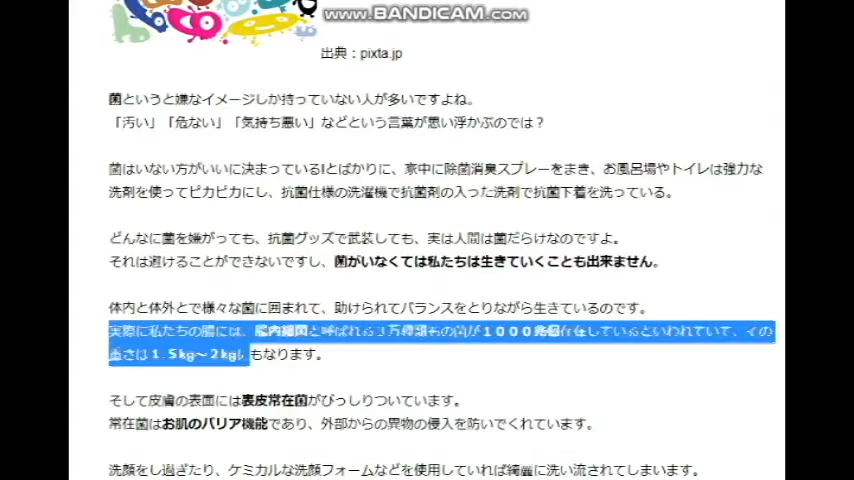 www.BANDICAM.com
出典：pixta.jp
菌というと嫌なイメージしか持っていない人が多いですよね。
「汚い」「危ない」「気持ち悪い」などという言葉が思い浮かぶのでは？
菌はいない方がいいに決まっている!とばかりに、家中に除菌消臭スプレーをまき、お風呂場やトイレは強力な
洗剤を使ってピカピカにし、抗菌仕様の洗濯機で抗菌剤の入った洗剤で抗菌下着を洗っている。
どんなに菌を嫌がっても、抗菌グッズで武装しても、実は人間は菌だらけなのですよ。
それは避けることができないですし、菌がいなくては私たちは生きていくことも出来ません。
体内と体外とで様々な菌に囲まれて、助けられてバランスをとりながら生きているのです。
実際に私たちの腸には、腸内細菌と呼ばれる3万種類もの菌が１０００兆個存在しているといわれていて、その
重さは１.５kg～２kgにもなります。
そして皮膚の表面には表皮常在菌がびっしりついています。
常在菌はお肌のバリア機能であり、外部からの異物の侵入を防いでくれています。
洗顔をし過ぎたり、ケミカルな洗顔フォームなどを使用していれば綺麗に洗い流されてしまいます。